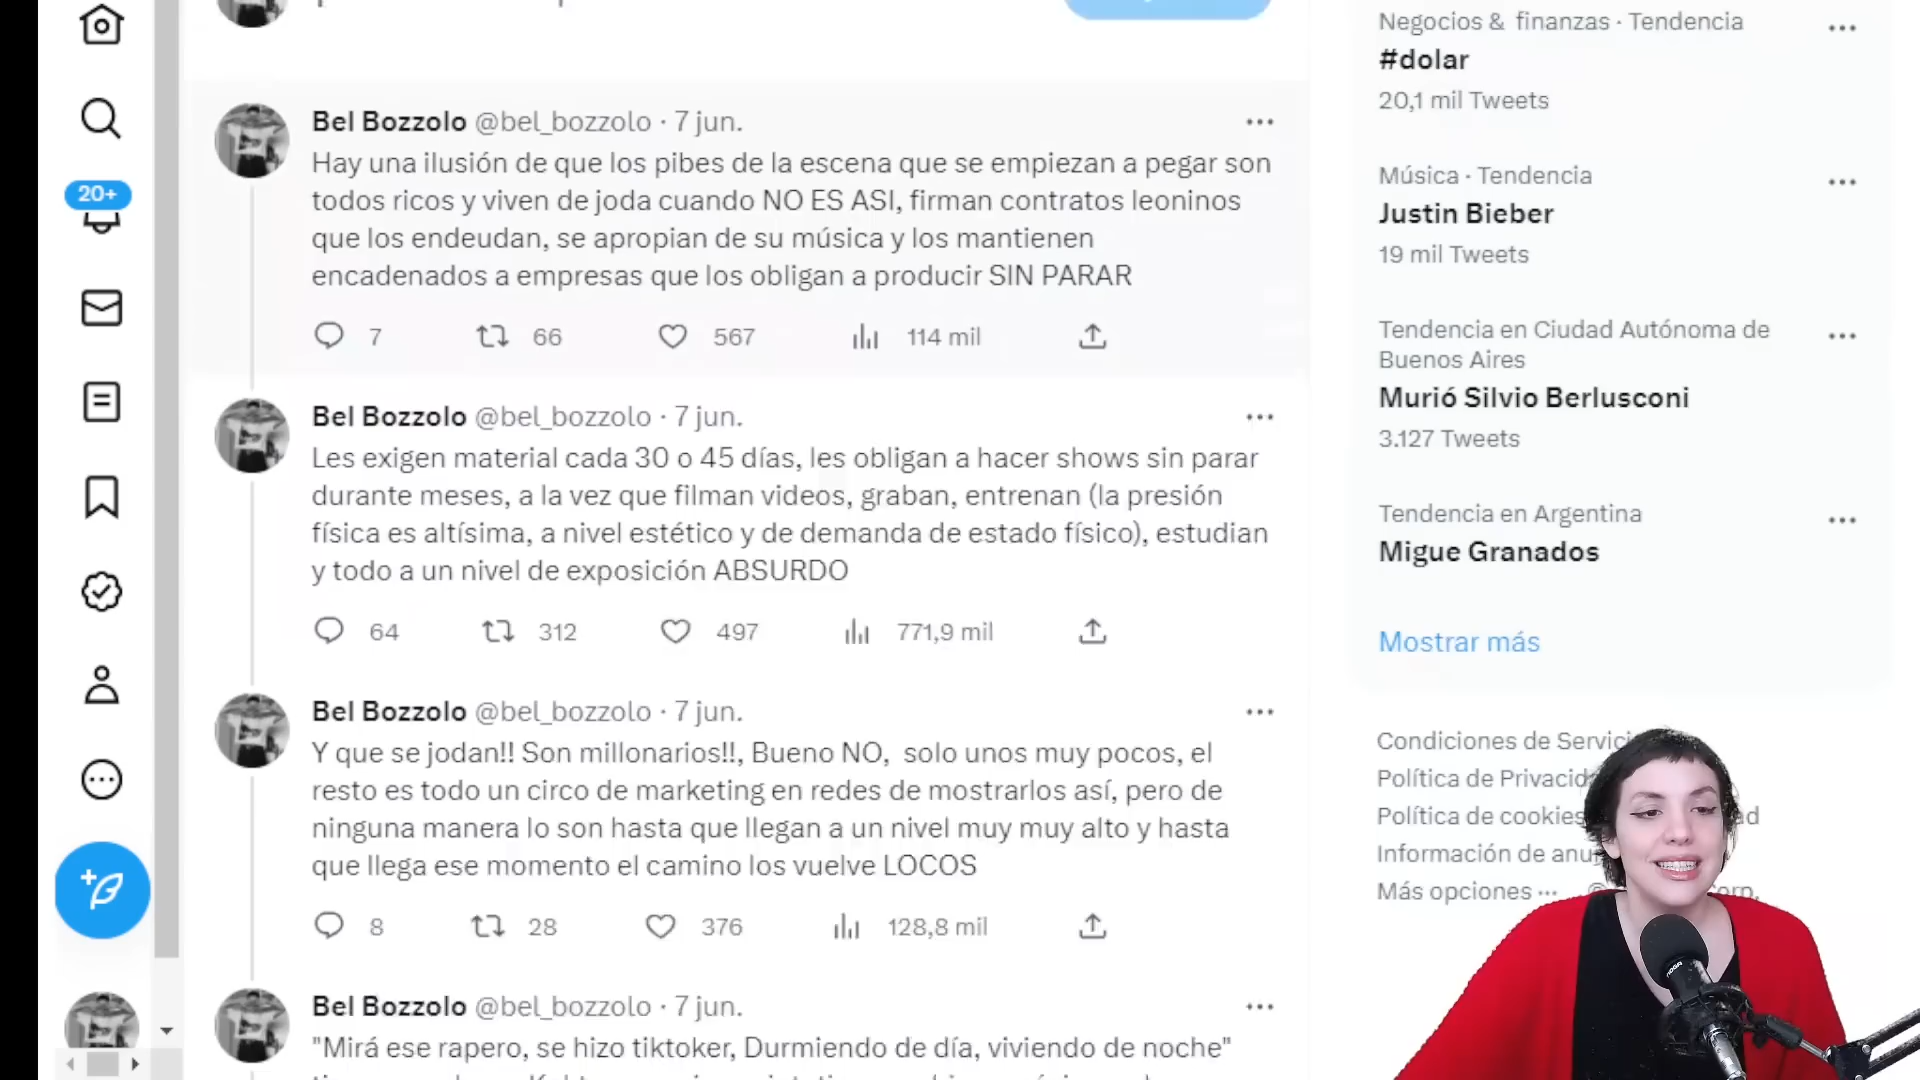 20+
Bel Bozzolo @bel_bozzolo · 7 jun.
Hay una ilusión de que los pibes de la escena que se empiezan a pegar son
todos ricos y viven de joda cuando NO ES ASI, firman contratos leoninos
que los endeudan, se apropian de su música y los mantienen
encadenados a empresas que los obligan a producir SIN PARAR
7 66 567 114 mil
Bel Bozzolo @bel_bozzolo · 7 jun.
Les exigen material cada 30 o 45 días, les obligan a hacer shows sin parar
durante meses, a la vez que filman videos, graban, entrenan (la presión
física es altísima, a nivel estético y de demanda de estado físico), estudian
y todo a un nivel de exposición ABSURDO
64 312 497 771,9 mil
Bel Bozzolo @bel_bozzolo · 7 jun.
Y que se jodan!! Son millonarios!!, Bueno NO, solo unos muy pocos, el
resto es todo un circo de marketing en redes de mostrarlos así, pero de
ninguna manera lo son hasta que llegan a un nivel muy muy alto y hasta
que llega ese momento el camino los vuelve LOCOS
8 28 376 128,8 mil
Bel Bozzolo @bel_bozzolo · 7 jun.
"Mirá ese rapero, se hizo tiktoker, Durmiendo de día, viviendo de noche"
Negocios & finanzas · Tendencia
#dolar
20,1 mil Tweets
Música · Tendencia
Justin Bieber
19 mil Tweets
Tendencia en Ciudad Autónoma de
Buenos Aires
Murió Silvio Berlusconi
3.127 Tweets
Tendencia en Argentina
Migue Granados
Mostrar más
Condiciones de
Política de
Política de cookies
Información de
Más opciones ···